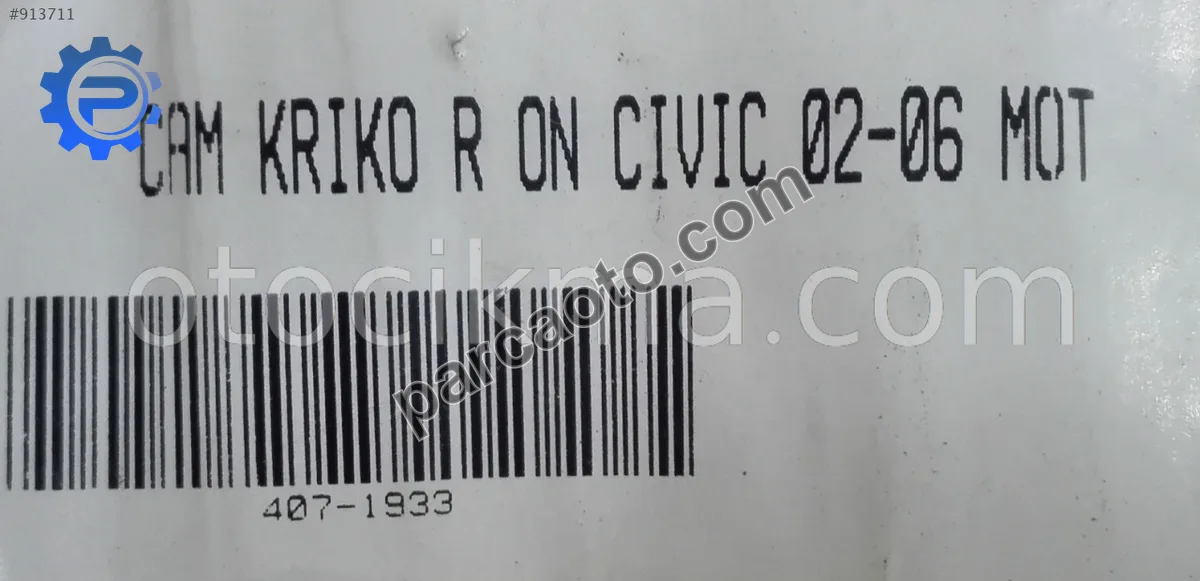 #913711
P
CAM KRIKO R ON CIVIC 02-06 MOT
otocikma.com
parcaoto.com
407-1933